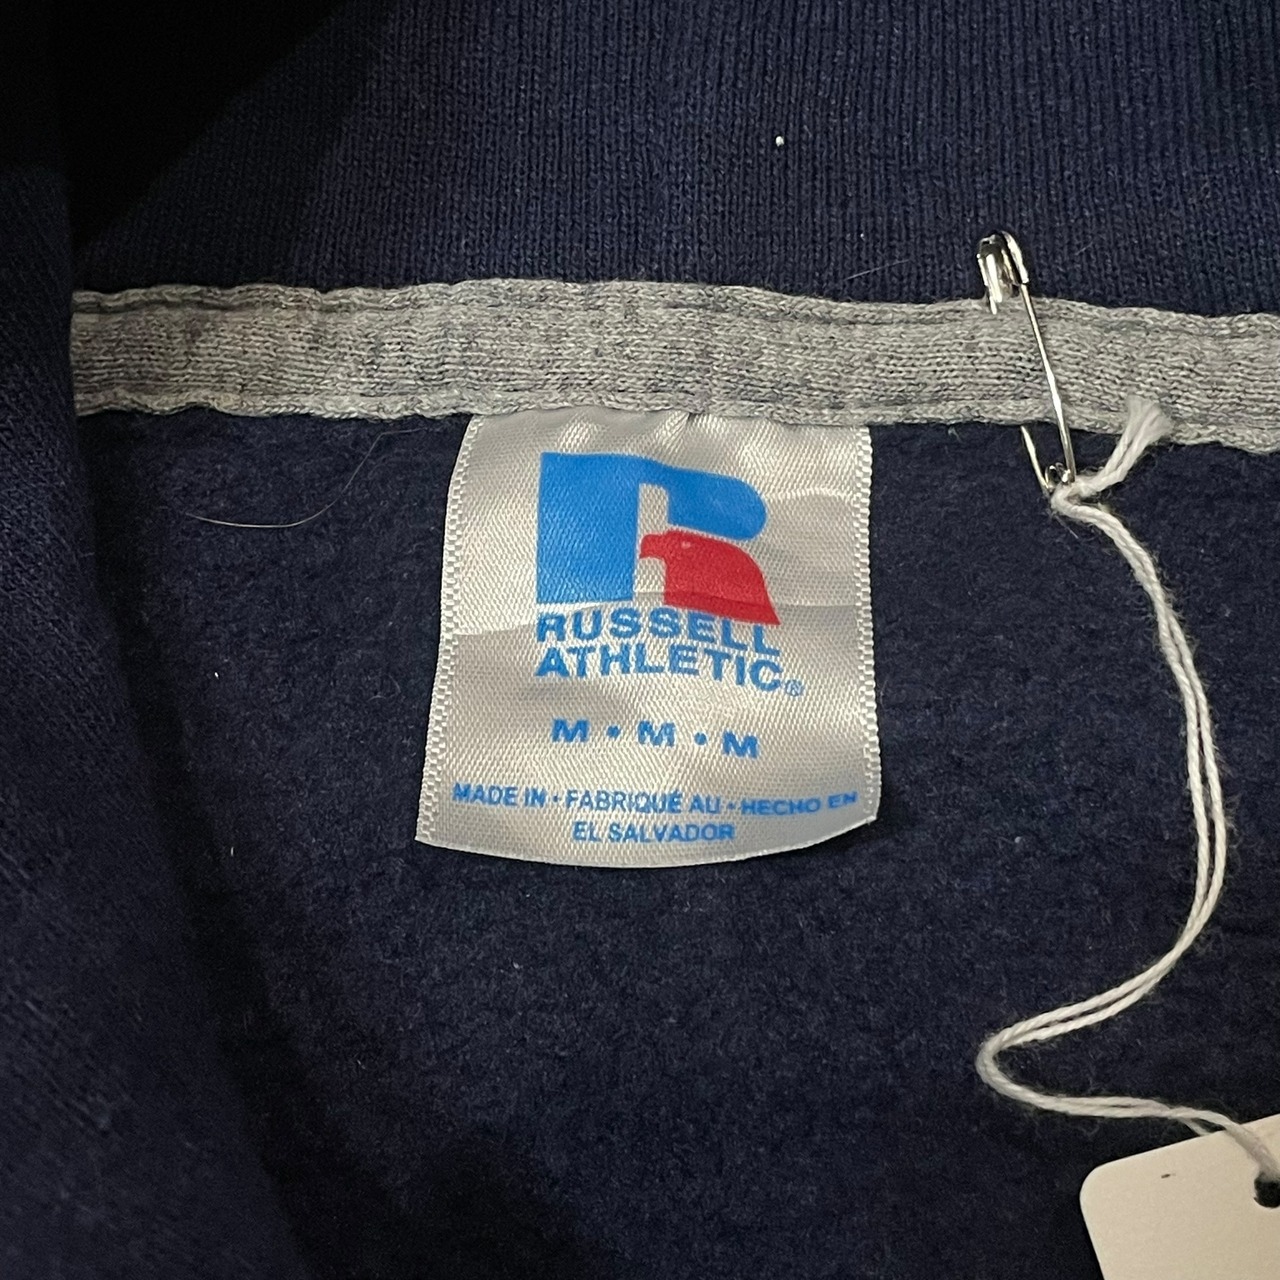 RUSSELL
ATHLETIC®
M • M • M
MADE IN • FABRIQUÉ AU • HECHO EN
EL SALVADOR